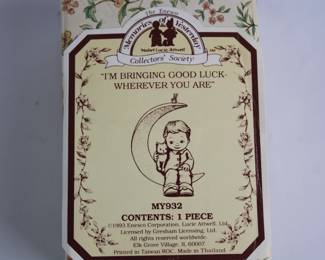 The Enesco
Memories of Yesterday
Mabel Lucie Attwell
Collectors' Society
"I'M BRINGING GOOD LUCK-
WHEREVER YOU ARE"
MY932
CONTENTS: 1 PIECE
©1993 Enesco Corporation. Lucie Attwell, Ltd.
Licensed by Gresham Licensing, Ltd.
All rights reserved worldwide.
Elk Grove Village, IL 60007
Printed in Taiwan ROC. Made in Thailand